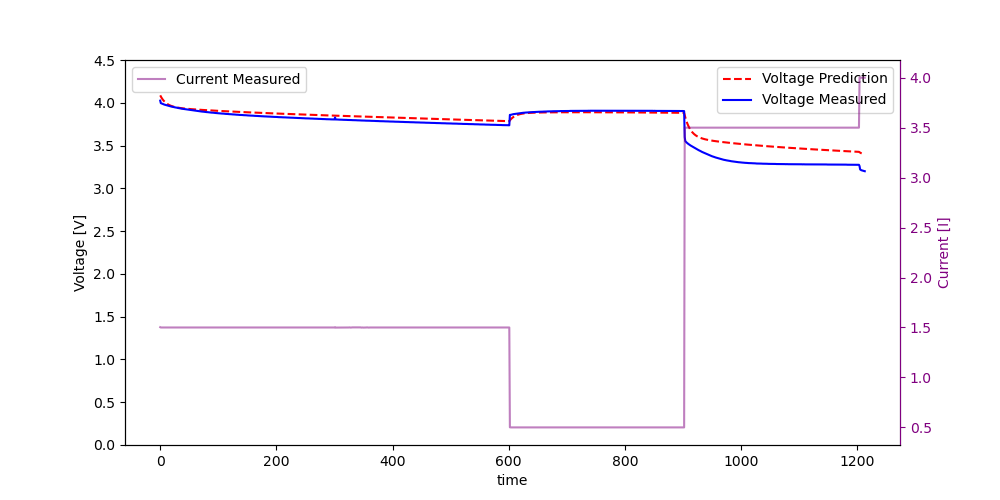 Current Measured
Voltage Prediction
Voltage Measured
4.5
4.0
3.5
3.0
2.5
2.0
1.5
1.0
0.5
0.0
Voltage [V]
4.0
3.5
3.0
2.5
2.0
1.5
1.0
0.5
Current [I]
0 200 400 600 800 1000 1200
time